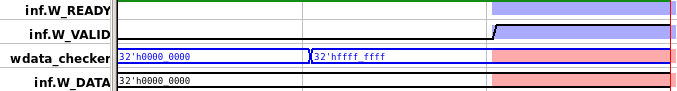 inf.W_READY
inf.W_VALID
wdata_checker 32'h0000_0000 32'hffff_ffff
inf.W_DATA 32'h0000_0000